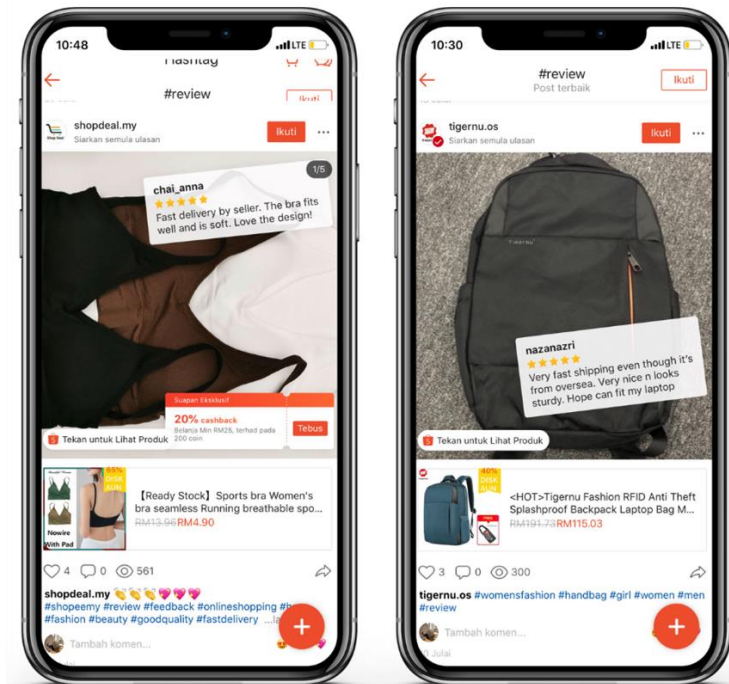 10:48
LTE
Hashtag
#review
Ikuti
shopdeal.my
Siarkan semula ulasan
Ikuti
1/5
chai_anna
Fast delivery by seller. The bra fits
well and is soft. Love the design!
Suapan Eksklusif
20% cashback
Belanja Min RM25, terhad pada
200 coin
Tebus
Tekan untuk Lihat Produk
65%
DISK
AUN
Nowire
With Pad
【Ready Stock】Sports bra Women's
bra seamless Running breathable spo...
RM13.96 RM4.90
4
0
561
shopdeal.my
#shopeemy #review #feedback #onlineshopping
#fashion #beauty #goodquality #fastdelivery
Tambah komen...
10:30
LTE
#review
Post terbaik
Ikuti
tigernu.os
Siarkan semula ulasan
Ikuti
TIGERNU
nazanazri
Very fast shipping even though it's
from oversea. Very nice n looks
sturdy. Hope can fit my laptop
Tekan untuk Lihat Produk
40%
DISK
AUN
<HOT>Tigernu Fashion RFID Anti Theft
Splashproof Backpack Laptop Bag M...
RM191.73 RM115.03
3
0
300
tigernu.os #womensfashion #handbag #girl #women #men
#review
Tambah komen...
Julai